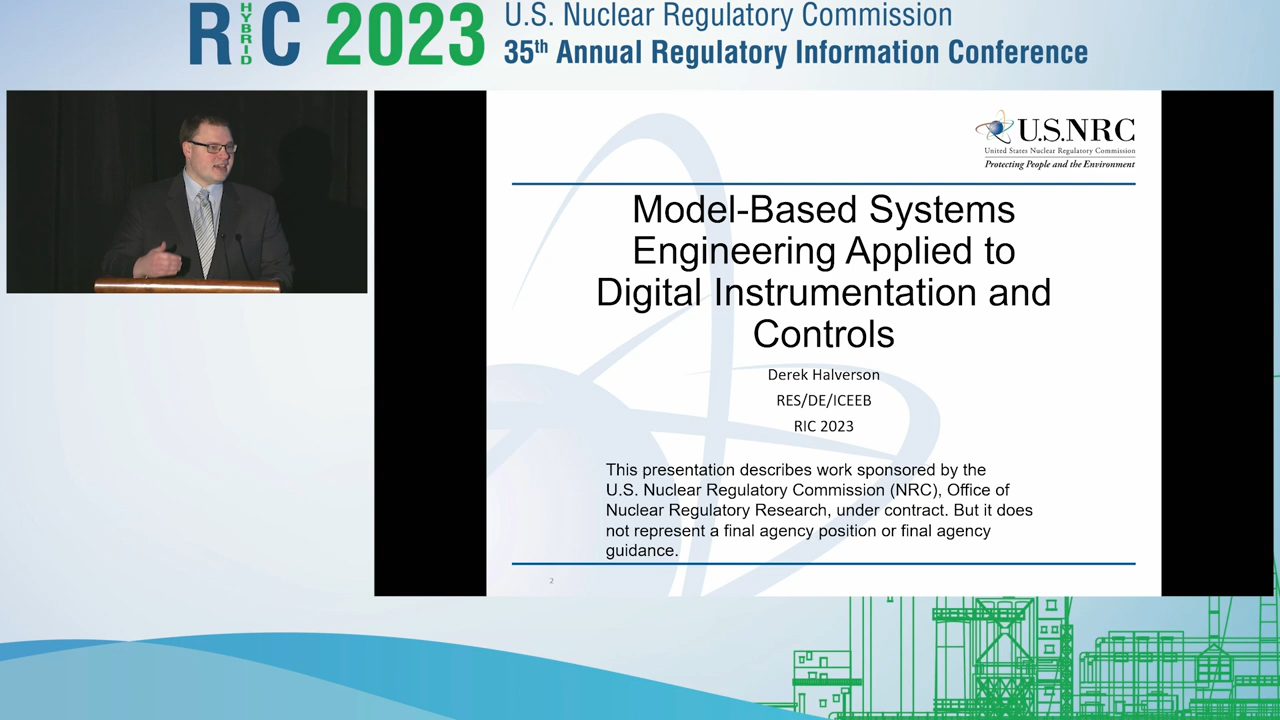 RIC 2023
HYBRID
U.S. Nuclear Regulatory Commission
35th Annual Regulatory Information Conference
U.S.NRC
United States Nuclear Regulatory Commission
Protecting People and the Environment
Model-Based Systems
Engineering Applied to
Digital Instrumentation and
Controls
Derek Halverson
RES/DE/ICEEB
RIC 2023
This presentation describes work sponsored by the
U.S. Nuclear Regulatory Commission (NRC), Office of
Nuclear Regulatory Research, under contract. But it does
not represent a final agency position or final agency
guidance.
2